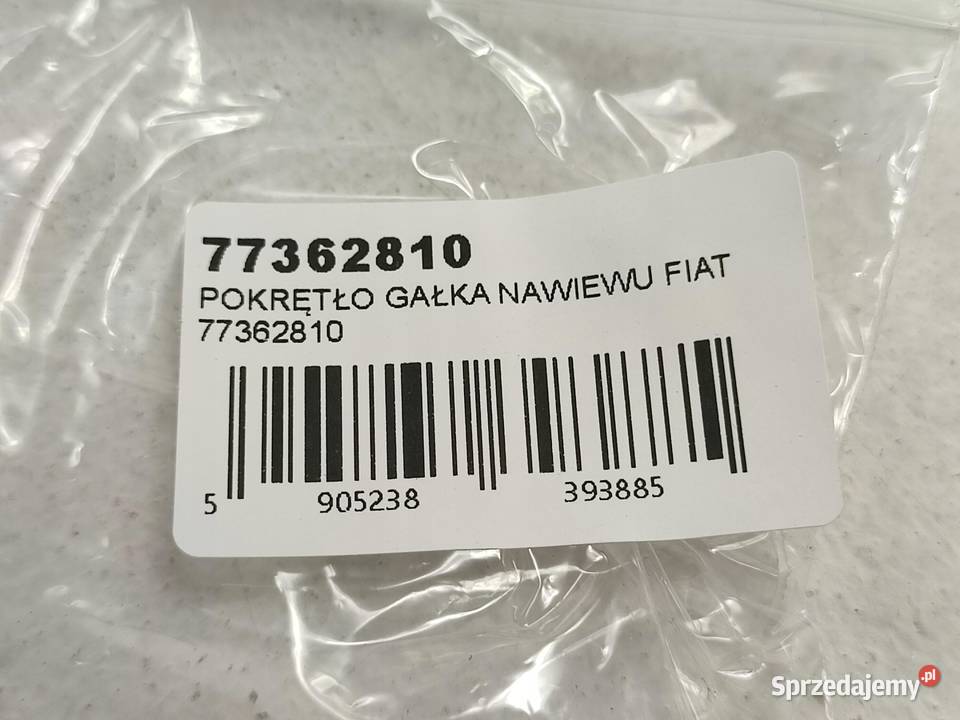 77362810
POKRĘTŁO GAŁKA NAWIEWU FIAT
77362810
5 905238 393885
Sprzedajemy.pl